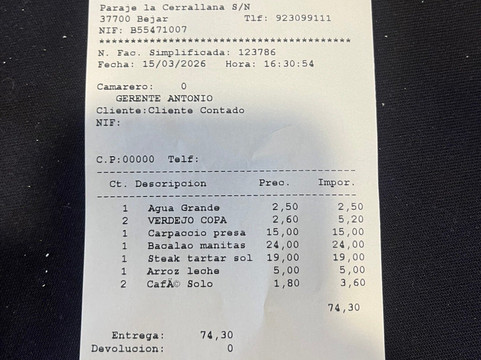 Paraje la Cerrallana S/N
37700 Bejar Tlf: 923099111
NIF: B55471007
****************************************
N. Fac. Simplificada: 123786
Fecha: 15/03/2026 Hora: 16:30:54
Camarero: 0
GERENTE ANTONIO
Cliente:Cliente Contado
NIF:
C.P:00000 Telf:
----------------------------------------
Ct. Descripcion Prec. Impor.
----------------------------------------
1 Agua Grande 2,50 2,50
2 VERDEJO COPA 2,60 5,20
1 Carpaccio presa 15,00 15,00
1 Bacalao manitas 24,00 24,00
1 Steak tartar sol 19,00 19,00
1 Arroz leche 5,00 5,00
2 CafÃ© Solo 1,80 3,60
74,30
Entrega: 74,30
Devolucion: 0